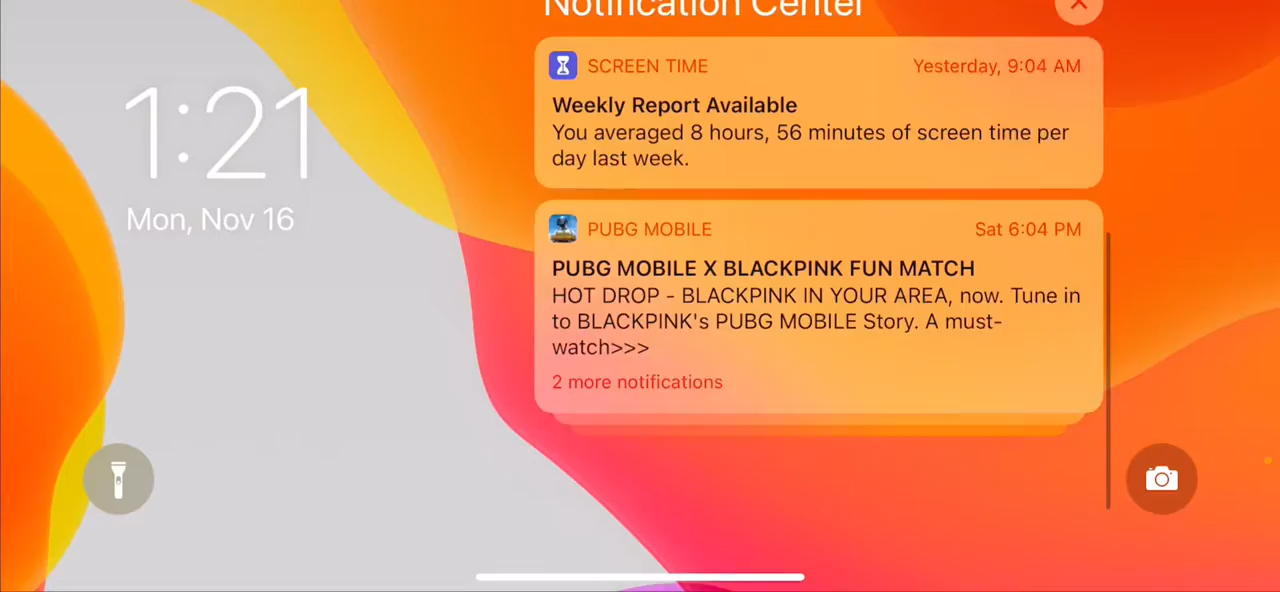 Notification Center
1:21
Mon, Nov 16
SCREEN TIME
Yesterday, 9:04 AM
Weekly Report Available
You averaged 8 hours, 56 minutes of screen time per
day last week.
PUBG MOBILE
Sat 6:04 PM
PUBG MOBILE X BLACKPINK FUN MATCH
HOT DROP - BLACKPINK IN YOUR AREA, now. Tune in
to BLACKPINK's PUBG MOBILE Story. A must-
watch>>>
2 more notifications